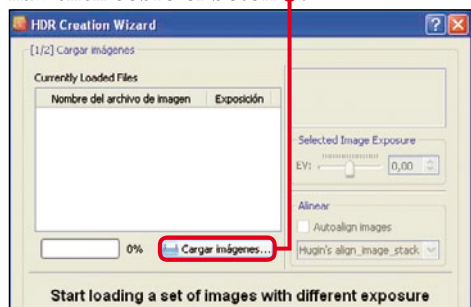 HDR Creation Wizard
[1/2] Cargar imágenes
Currently Loaded Files
Nombre del archivo de imagen Exposición
Selected Image Exposure
EV: 0,00
Alinear
Autoalign images
0% Cargar imágenes... Hugin's align_image_stack
Start loading a set of images with different exposure